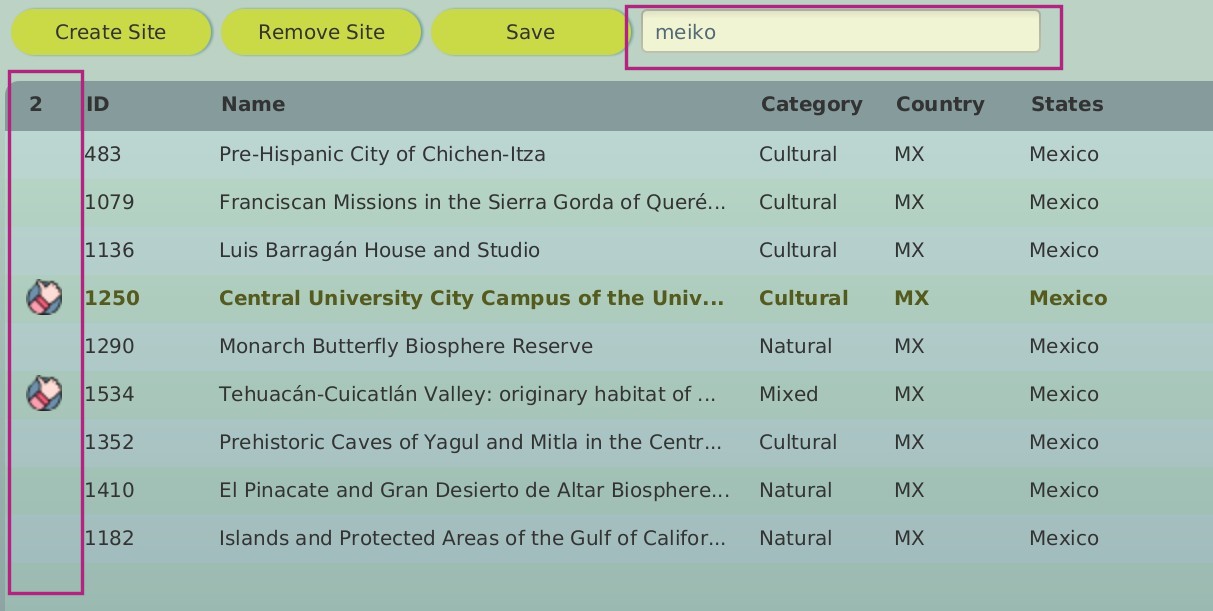 Create Site Remove Site Save meiko
2 ID Name Category Country States
483 Pre-Hispanic City of Chichen-Itza Cultural MX Mexico
1079 Franciscan Missions in the Sierra Gorda of Queré... Cultural MX Mexico
1136 Luis Barragán House and Studio Cultural MX Mexico
1250 Central University City Campus of the Univ... Cultural MX Mexico
1290 Monarch Butterfly Biosphere Reserve Natural MX Mexico
1534 Tehuacán-Cuicatlán Valley: originary habitat of ... Mixed MX Mexico
1352 Prehistoric Caves of Yagul and Mitla in the Centr... Cultural MX Mexico
1410 El Pinacate and Gran Desierto de Altar Biosphere... Natural MX Mexico
1182 Islands and Protected Areas of the Gulf of Califor... Natural MX Mexico